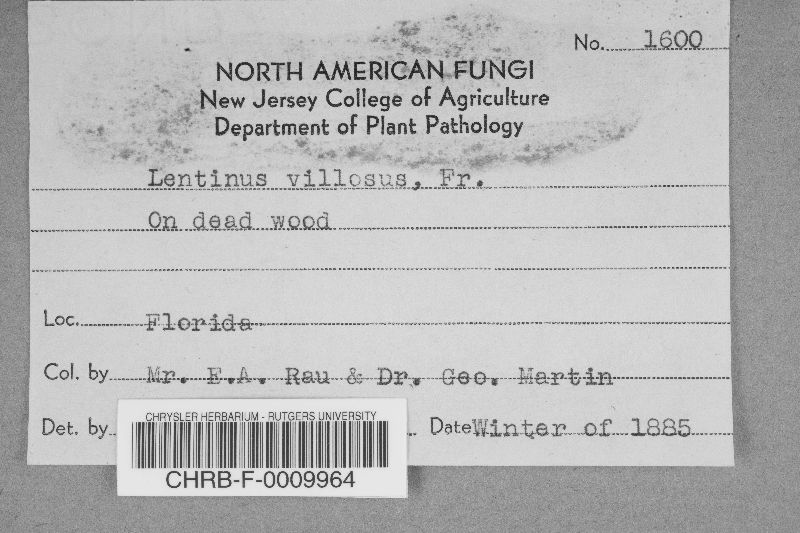 No. 1600
NORTH AMERICAN FUNGI
New Jersey College of Agriculture
Department of Plant Pathology
Lentinus villosus, Fr.
On dead wood
Loc. Florida
Col. by Mr. E.A. Rau & Dr. Geo. Martin
Det. by Date Winter of 1885
CHRYSLER HERBARIUM - RUTGERS UNIVERSITY
CHRB-F-0009964